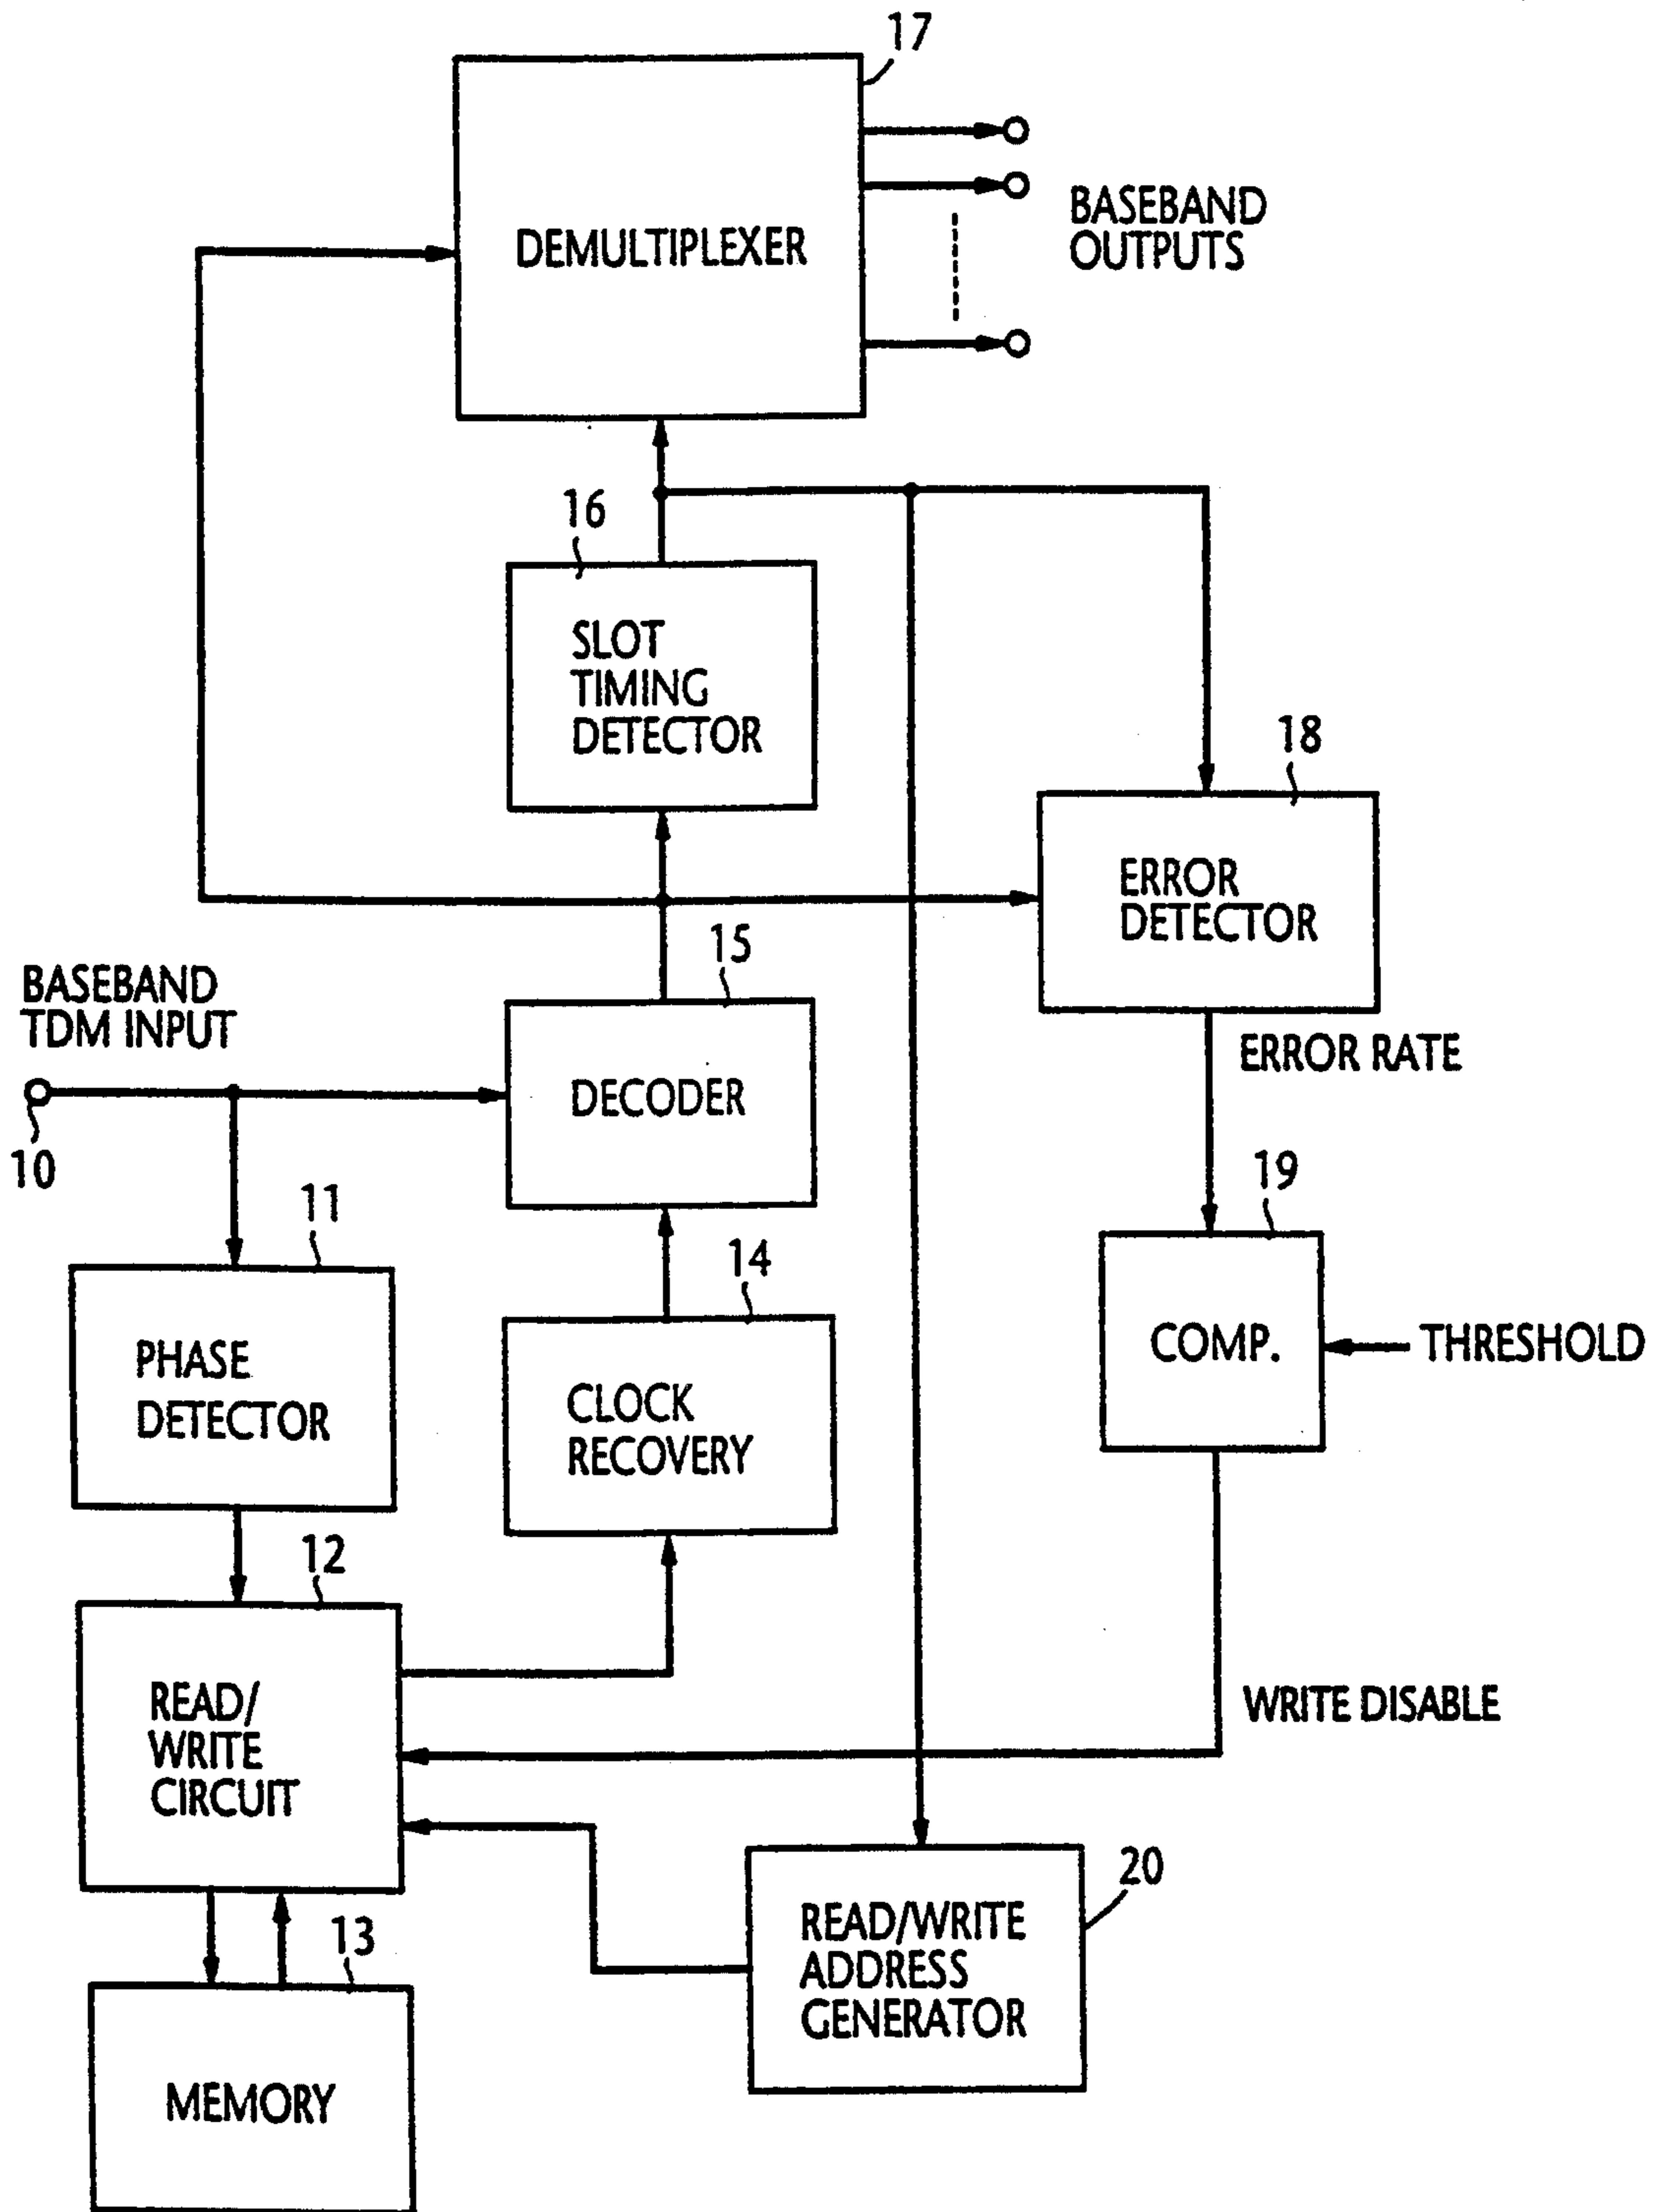 17
DEMULTIPLEXER
BASEBAND
OUTPUTS
16
SLOT
TIMING
DETECTOR
18
ERROR
DETECTOR
15
BASEBAND
TDM INPUT
DECODER
ERROR RATE
10
11
PHASE
DETECTOR
14
CLOCK
RECOVERY
19
COMP.
THRESHOLD
12
READ/
WRITE
CIRCUIT
WRITE DISABLE
20
READ/WRITE
ADDRESS
GENERATOR
13
MEMORY